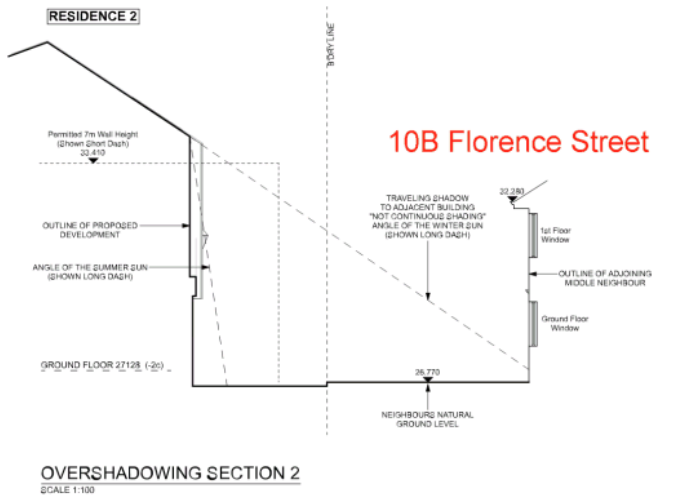 RESIDENCE 2
B'DRY LINE
10B Florence Street
Permitted 7m Wall Height
(Shown Short Dash)
33.410
TRAVELING SHADOW
TO ADJACENT BUILDING
"NOT CONTINUOUS SHADING"
ANGLE OF THE WINTER SUN
(SHOWN LONG DASH)
32.280
OUTLINE OF PROPOSED
DEVELOPMENT
1st Floor
Window
ANGLE OF THE SUMMER SUN
(SHOWN LONG DASH)
OUTLINE OF ADJOINING
MIDDLE NEIGHBOUR
Ground Floor
Window
GROUND FLOOR 27128 (-2c)
26.770
NEIGHBOURS NATURAL
GROUND LEVEL
OVERSHADOWING SECTION 2
SCALE 1:100